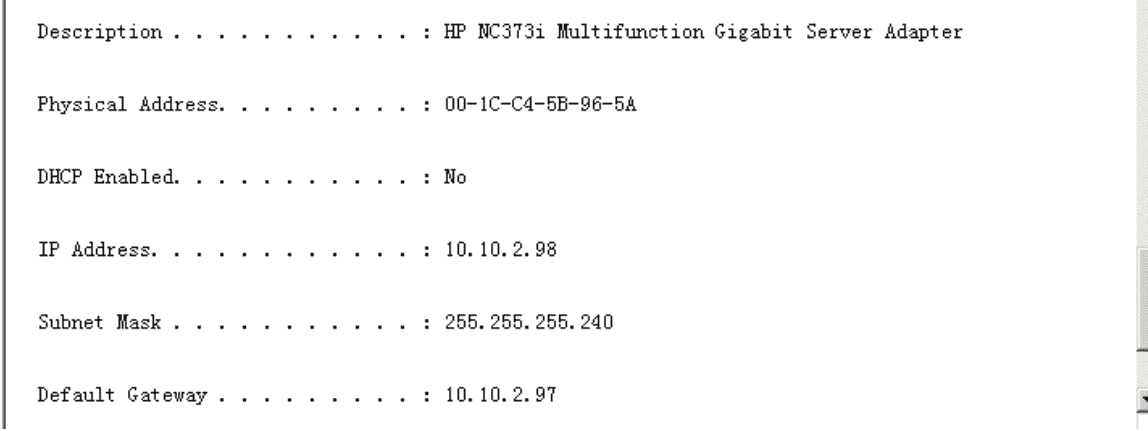 Description . . . . . . . . . . . : HP NC373i Multifunction Gigabit Server Adapter
Physical Address. . . . . . . . . : 00-1C-C4-5B-96-5A
DHCP Enabled. . . . . . . . . . . : No
IP Address. . . . . . . . . . . . : 10.10.2.98
Subnet Mask . . . . . . . . . . . : 255.255.255.240
Default Gateway . . . . . . . . . : 10.10.2.97